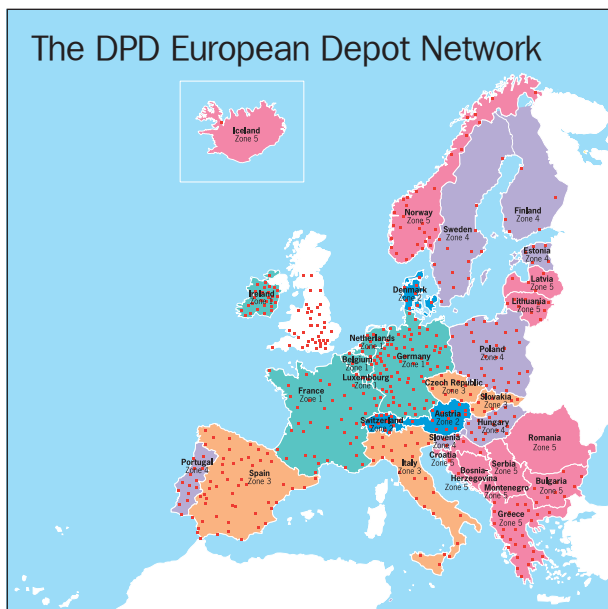 The DPD European Depot Network
Iceland
Zone 5
Norway
Zone 5
Sweden
Zone 4
Finland
Zone 4
Estonia
Zone 4
Latvia
Zone 5
Lithuania
Zone 5
Denmark
Zone 2
Ireland
Zone
Netherlands
Zone 1
Belgium
Zone 1
Luxembourg
Zone
Germany
Zone 1
Poland
Zone 4
Czech Republic
Zone 3
Slovakia
Zone 3
France
Zone 1
Switzerland
Zone
Austria
Zone 2
Hungary
Zone 4
Slovenia
Zone 4
Croatia
Zone 5
Bosnia-
Herzegovina
Zone 5
Serbia
Zone 5
Montenegro
Zone 5
Romania
Zone 5
Bulgaria
Zone 5
Greece
Zone 5
Italy
Zone 3
Spain
Zone 3
Portugal
Zone 4